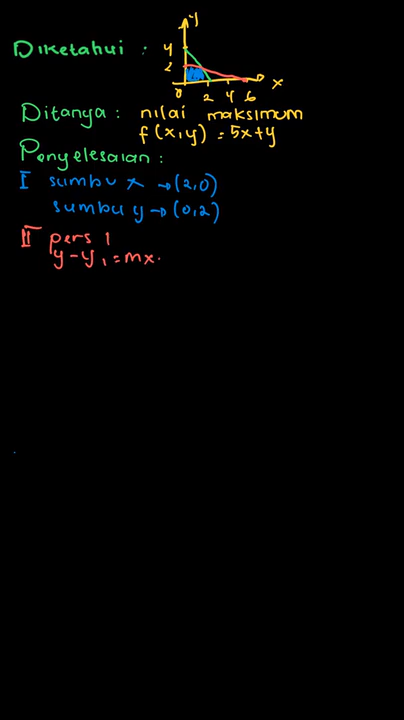 Diketahui :
y
4
2
0 2 4 6 x
Ditanya : nilai maksimum
f(x,y) = 5x+y
Penyelesaian :
I sumbu x → (2,0)
sumbu y → (0,2)
II pers 1
y-y₁ = mx.